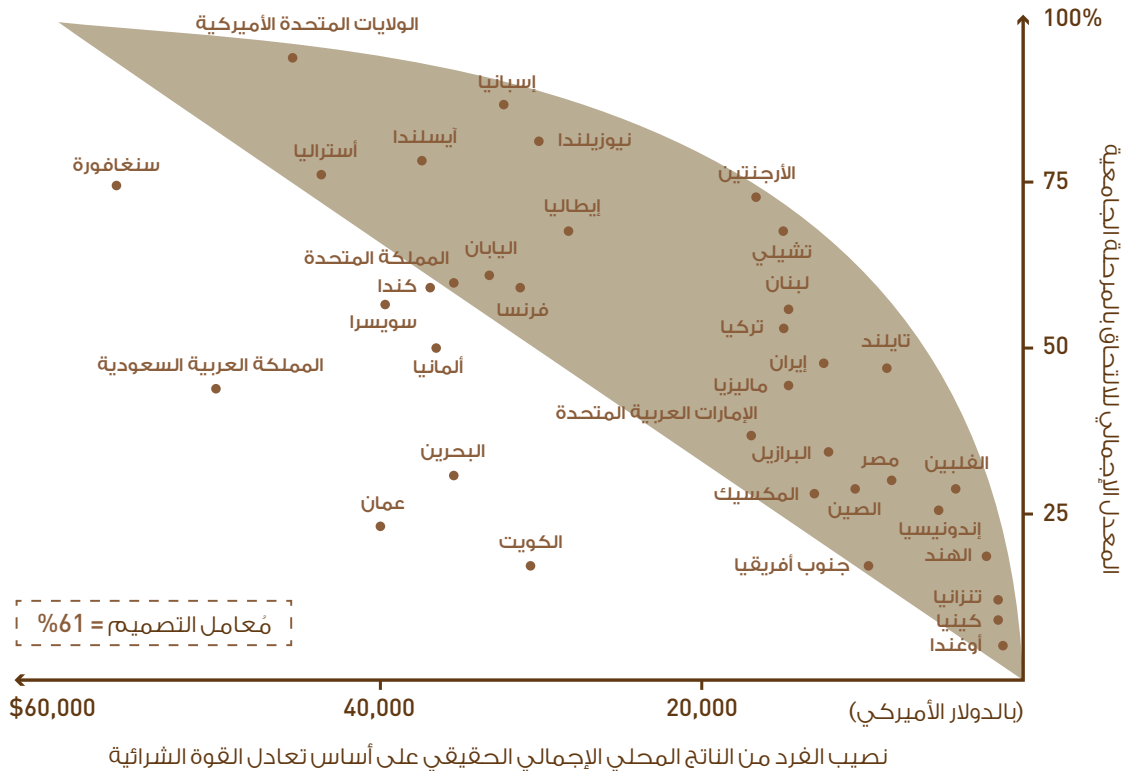 100%
الولايات المتحدة الأميركية
إسبانيا
نيوزيلندا
آيسلندا
أستراليا
سنغافورة
75
الأرجنتين
إيطاليا
تشيلي
اليابان
المملكة المتحدة
كندا
لبنان
فرنسا
سويسرا
تركيا
تايلند
50
ألمانيا
إيران
المملكة العربية السعودية
ماليزيا
الإمارات العربية المتحدة
البرازيل
مصر
الفلبين
البحرين
المكسيك
الصين
25
عمان
إندونيسيا
الكويت
الهند
جنوب أفريقيا
تنزانيا
كينيا
أوغندا
مُعامل التصميم = 61%
المعدل الإجمالي للالتحاق بالمرحلة الجامعية
(بالدولار الأميركي)
20,000
40,000
$60,000
نصيب الفرد من الناتج المحلي الإجمالي الحقيقي على أساس تعادل القوة الشرائية